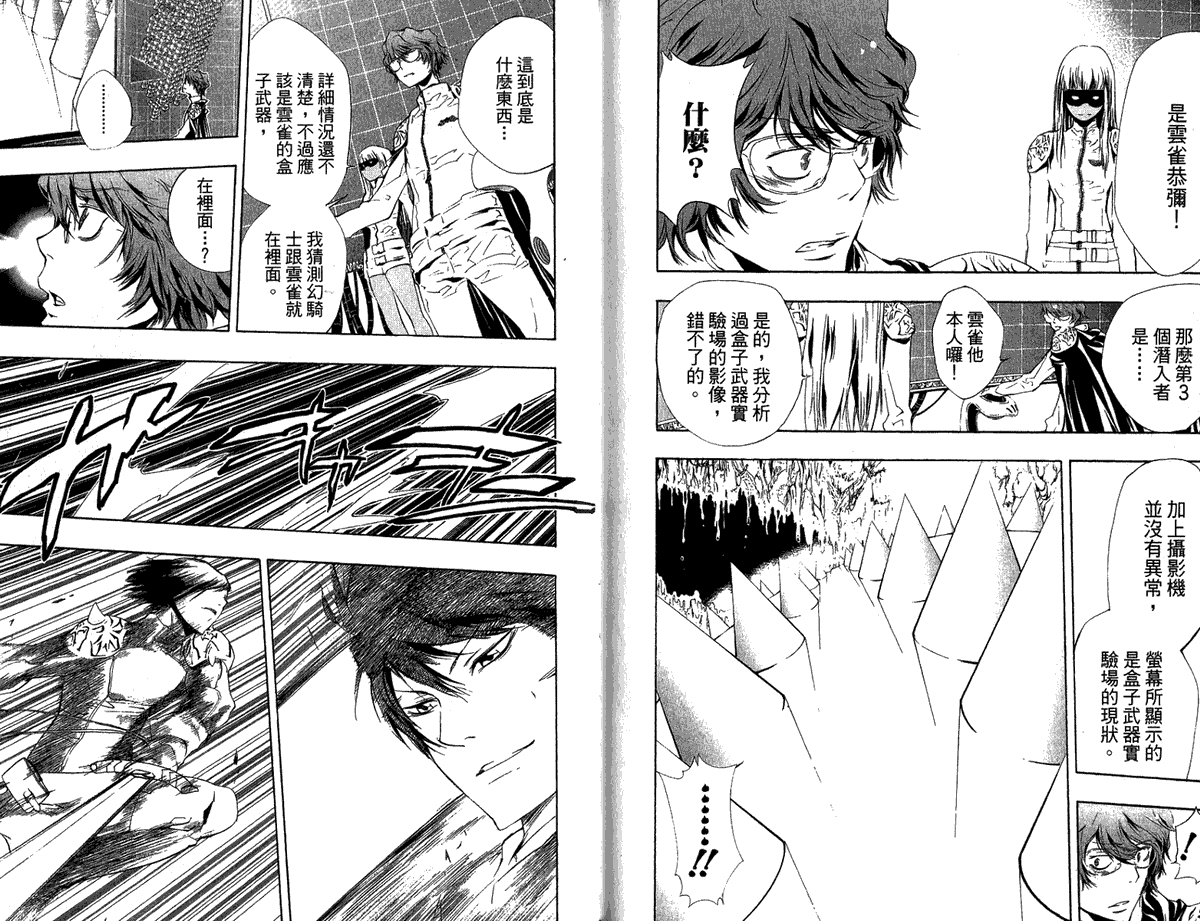 是雲雀恭彌！
什麼？
那麼第3
個潛入者
是……
雲雀他
本人囉！
是的，我分析
過盒子武器實
驗場的影像，
錯不了的。
加上攝影機
並沒有異常，
螢幕所顯示的
是盒子武器實
驗場的現狀。
！
………!!
這到底是
什麼東西…
詳細情況還不
清楚，不過應
該是雲雀的盒
子武器，
我猜測幻騎
士跟雲雀就
在裡面。
………
在裡面…？
ガキャキィ